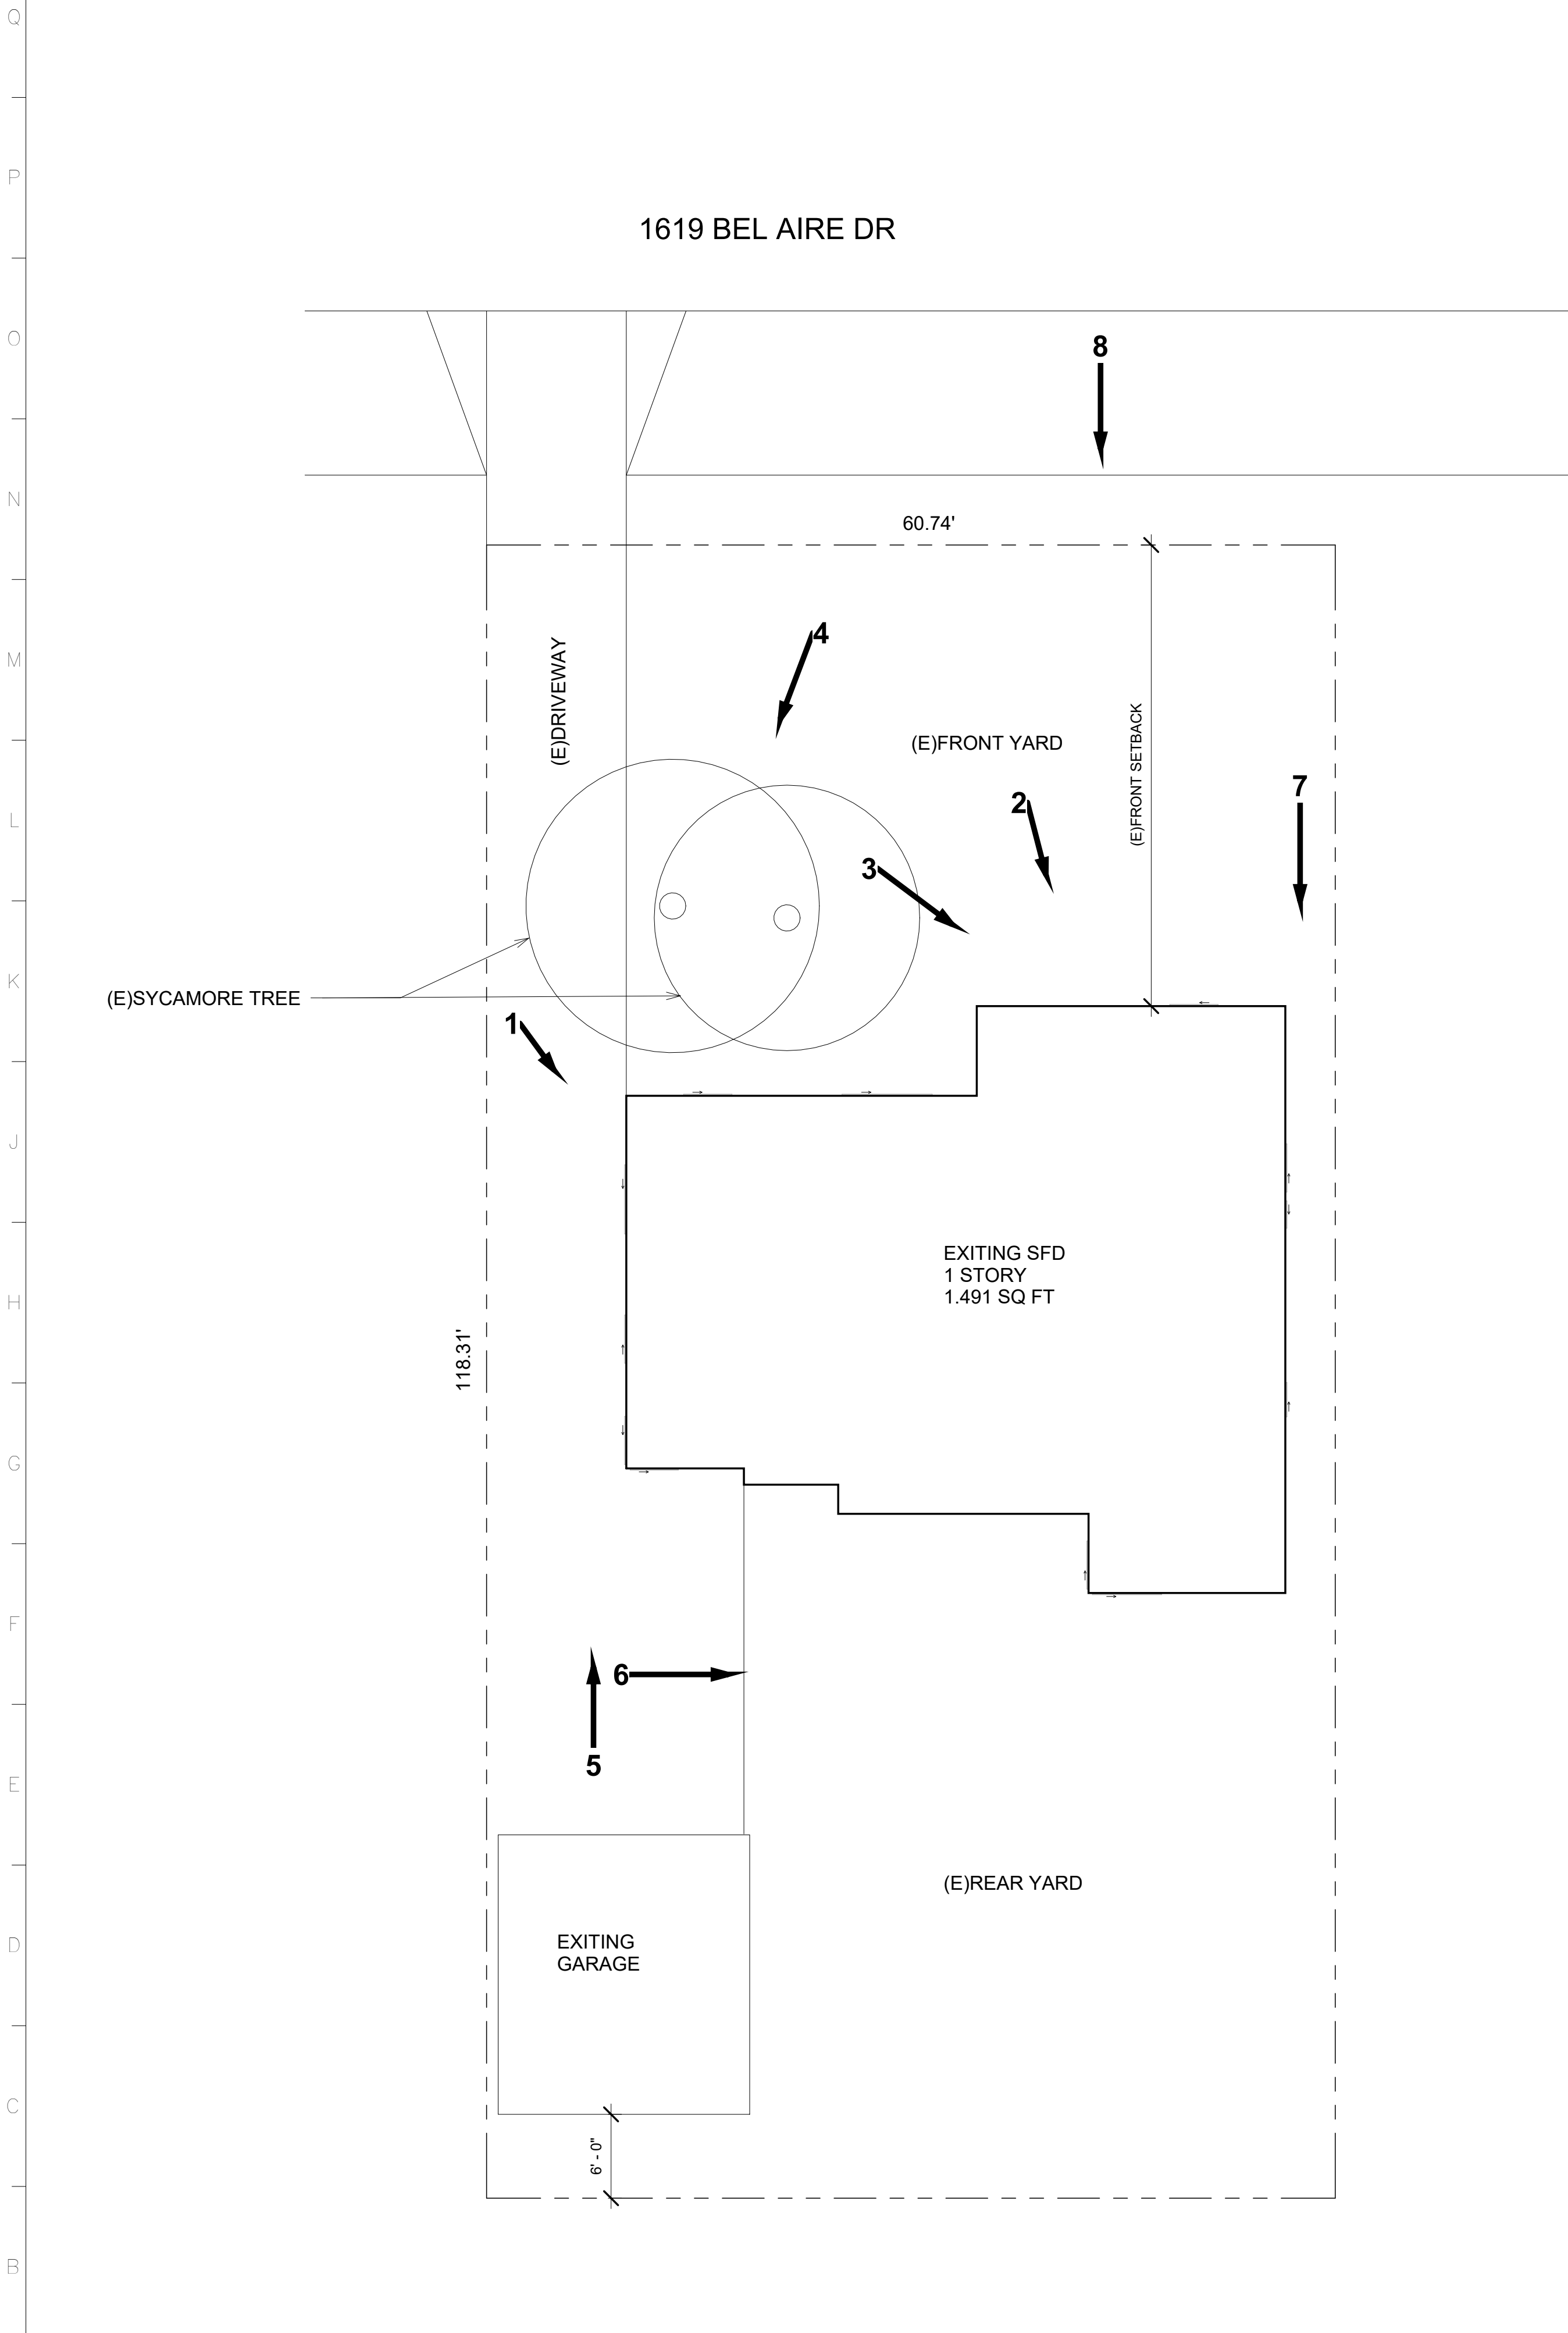 Q
P
1619 BEL AIRE DR
O
8
N
60.74'
4
M
(E)DRIVEWAY
(E)FRONT YARD
(E)FRONT SETBACK
7
2
L
3
K
(E)SYCAMORE TREE
1
J
EXITING SFD
1 STORY
1.491 SQ FT
H
118.31'
G
F
6
5
E
(E)REAR YARD
EXITING
GARAGE
D
C
6' - 0"
B